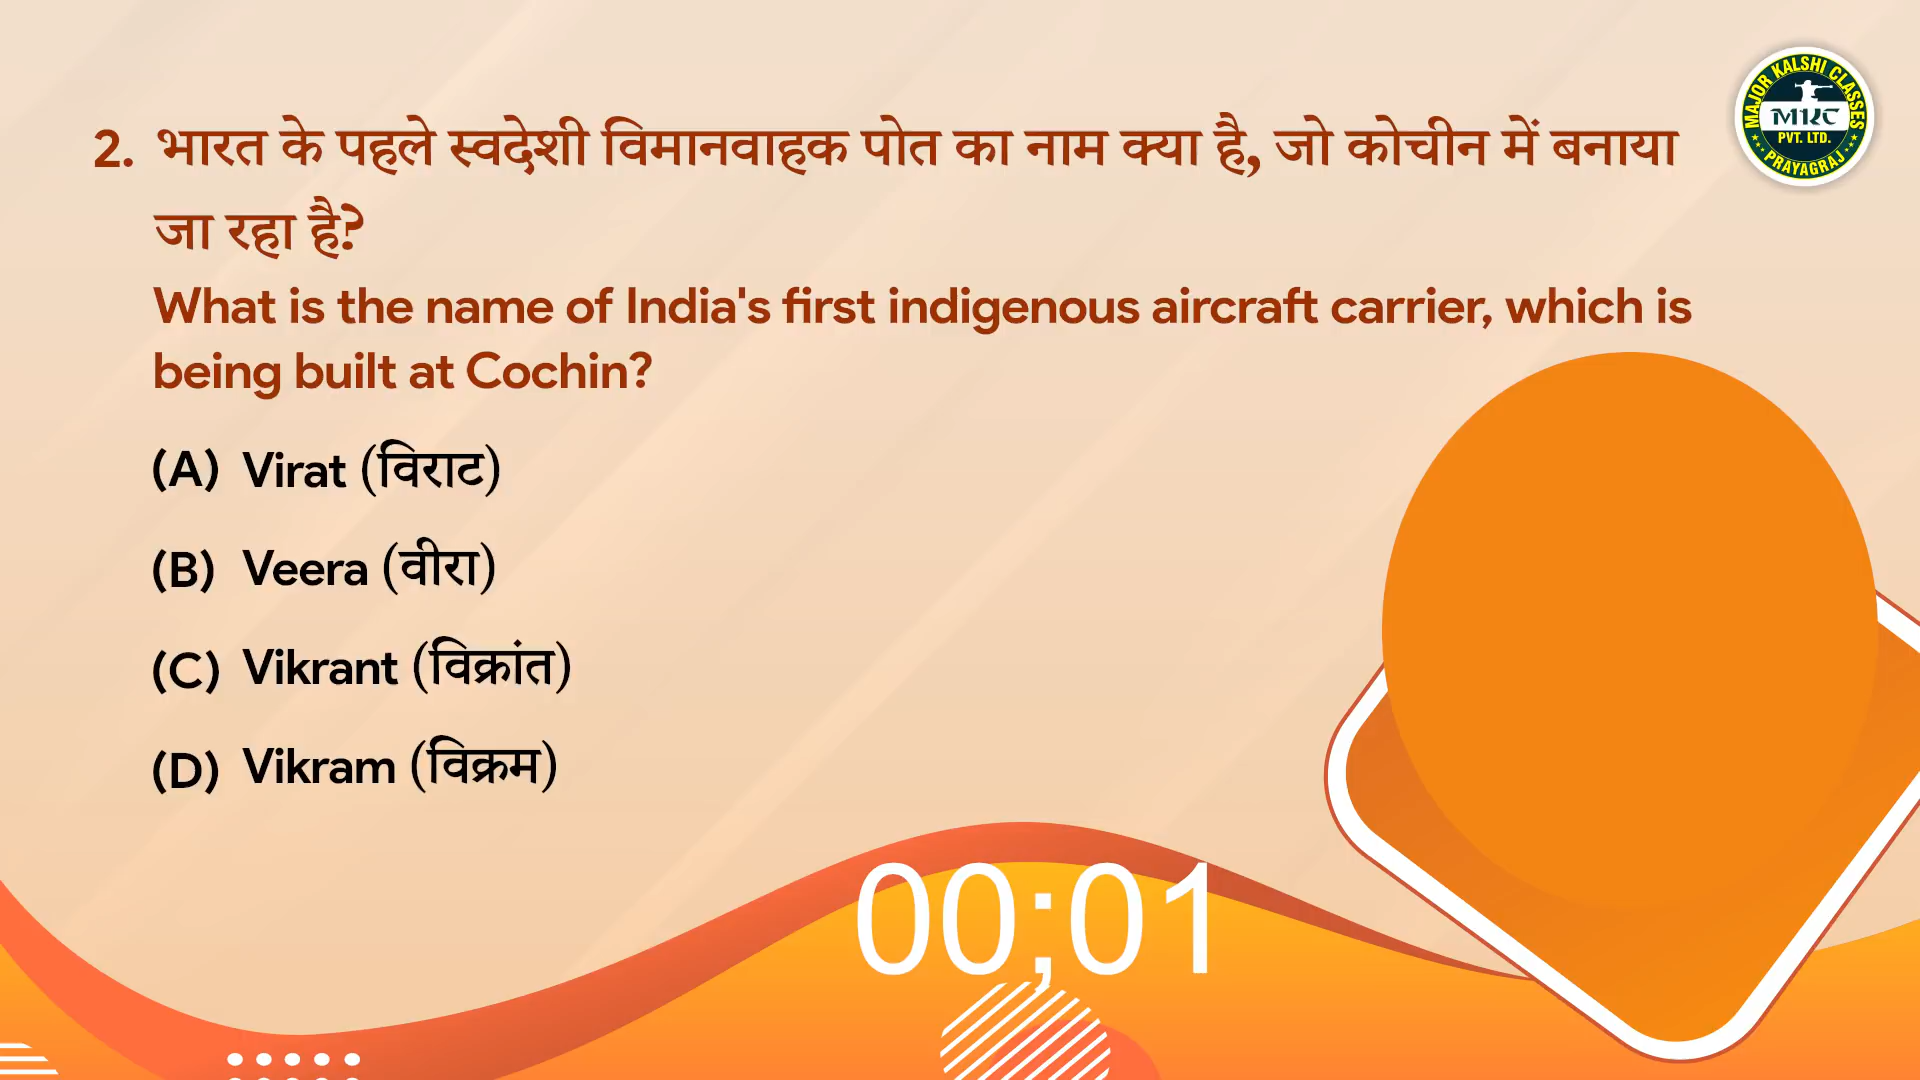 MAJOR KALSHI CLASSES
MKC
PVT. LTD.
PRAYAGRAJ
2. भारत के पहले स्वदेशी विमानवाहक पोत का नाम क्या है, जो कोचीन में बनाया
जा रहा है?
What is the name of India's first indigenous aircraft carrier, which is
being built at Cochin?
(A) Virat (विराट)
(B) Veera (वीरा)
(C) Vikrant (विक्रांत)
(D) Vikram (विक्रम)
00;01